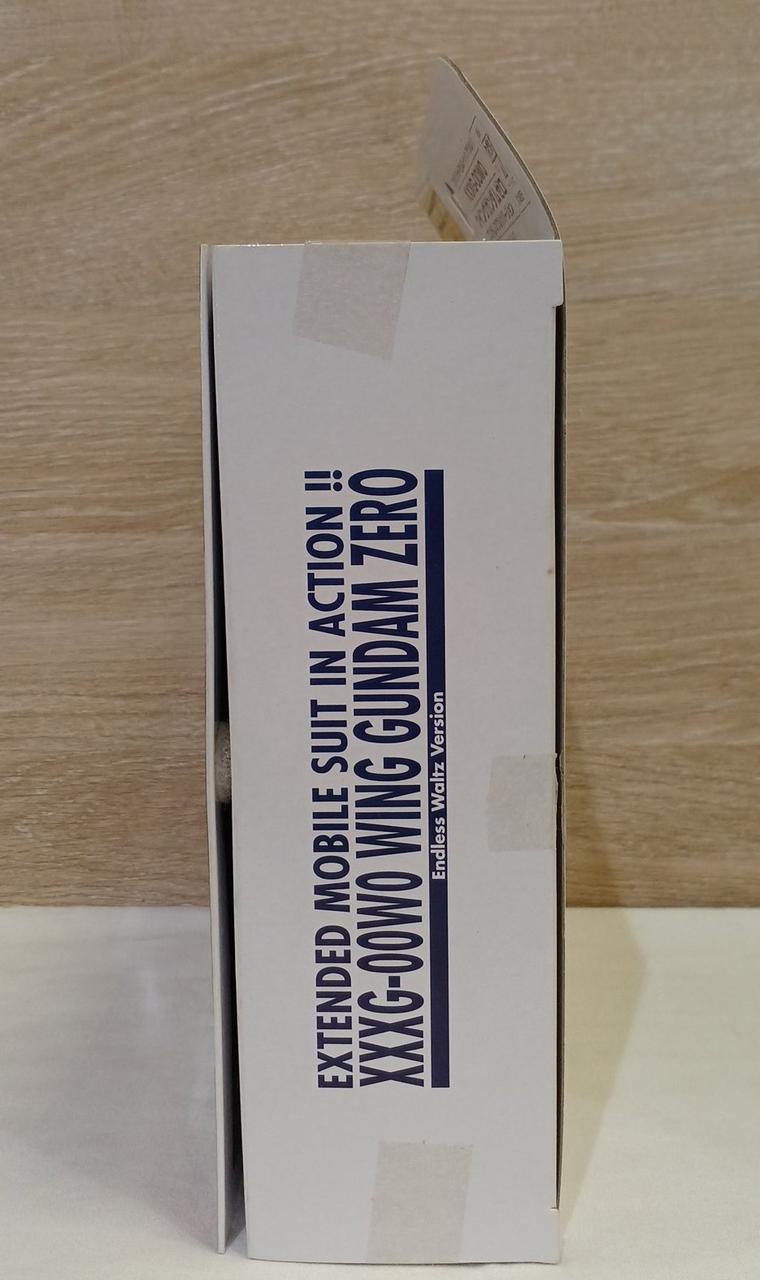 EXTENDED MOBILE SUIT IN ACTION !!
XXXG-00W0 WING GUNDAM ZERO
Endless Waltz Version